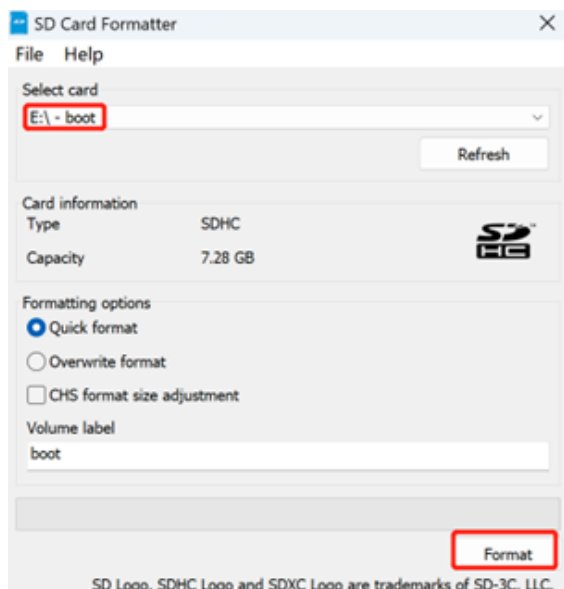 SD Card Formatter
File Help
Select card
E:\ - boot
Refresh
Card information
Type SDHC
Capacity 7.28 GB
SD
HC
Formatting options
Quick format
Overwrite format
CHS format size adjustment
Volume label
boot
Format
SD Logo, SDHC Logo and SDXC Logo are trademarks of SD-3C, LLC.